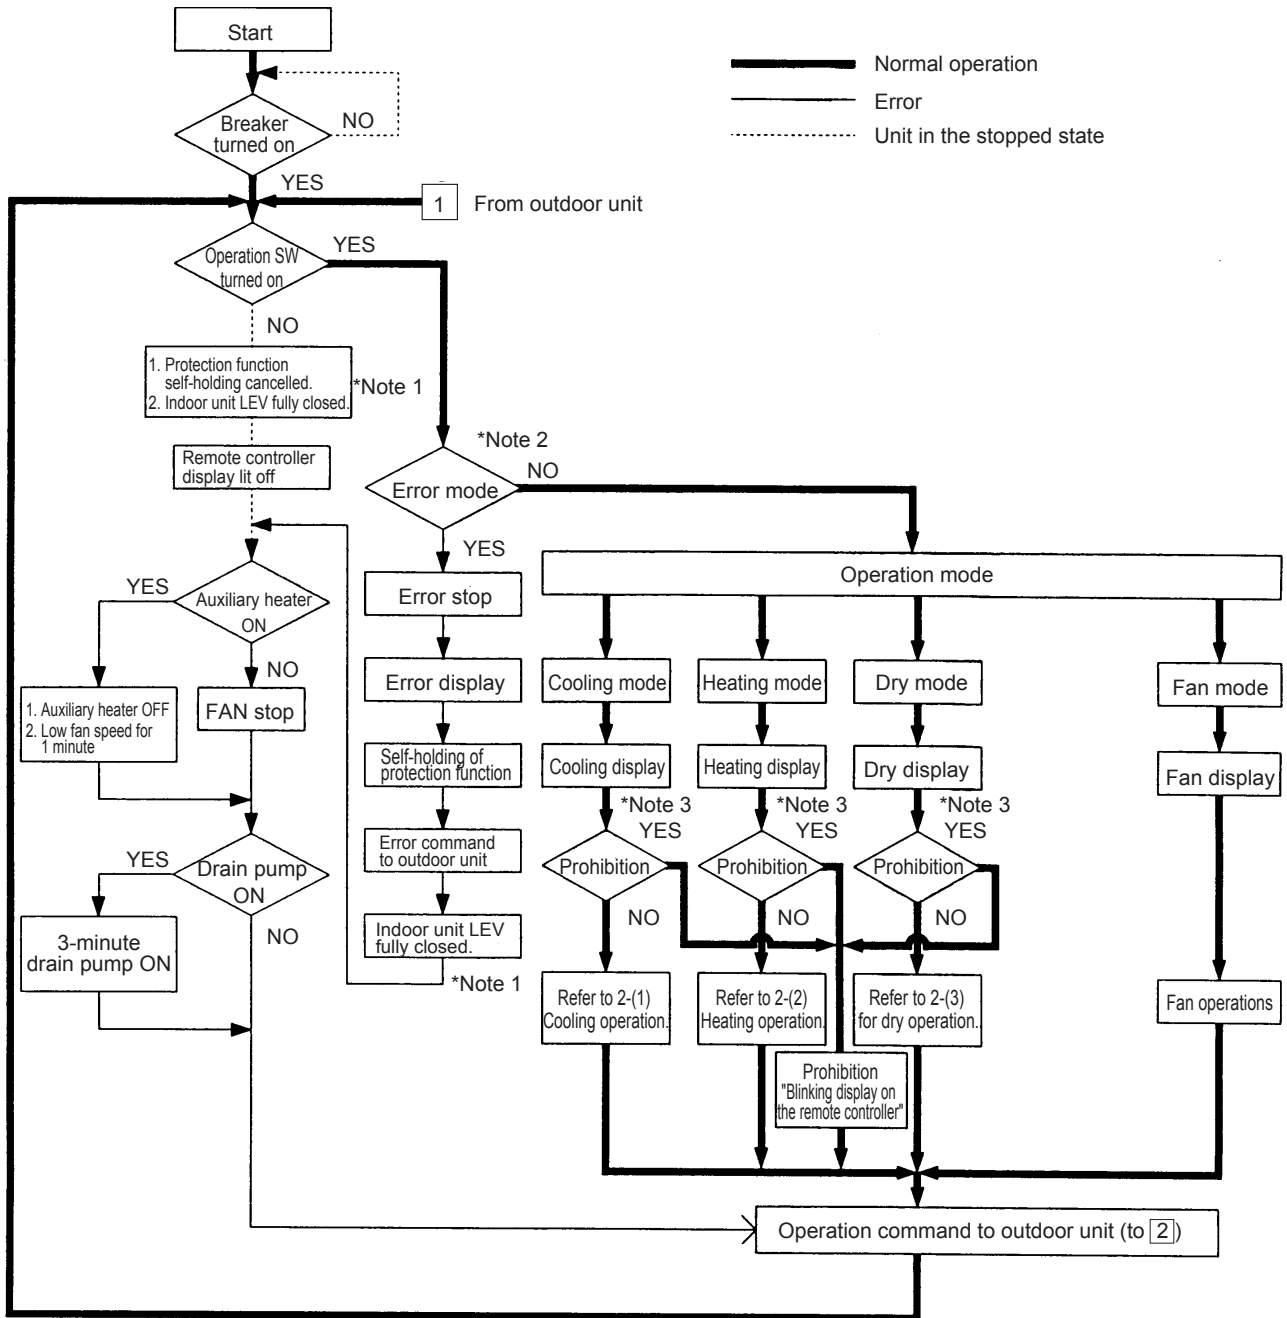 Start
Normal operation
Error
Unit in the stopped state
Breaker
turned on
NO
YES
1
From outdoor unit
Operation SW
turned on
YES
NO
1. Protection function
self-holding cancelled.
2. Indoor unit LEV fully closed.
*Note 1
Remote controller
display lit off
*Note 2
Error mode
NO
YES
Operation mode
Auxiliary heater
ON
YES
NO
Error stop
1. Auxiliary heater OFF
2. Low fan speed for
1 minute
FAN stop
Error display
Cooling mode
Heating mode
Dry mode
Fan mode
Self-holding of
protection function
Cooling display
Heating display
Dry display
Fan display
*Note 3
YES
*Note 3
YES
*Note 3
YES
Drain pump
ON
YES
NO
Error command
to outdoor unit
Prohibition
NO
Prohibition
NO
Prohibition
NO
3-minute
drain pump ON
Indoor unit LEV
fully closed.
*Note 1
Refer to 2-(1)
Cooling operation.
Refer to 2-(2)
Heating operation.
Refer to 2-(3)
for dry operation..
Fan operations
Prohibition
"Blinking display on
the remote controller"
Operation command to outdoor unit (to 2)